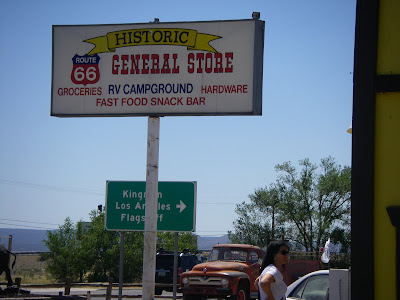 HISTORIC
ROUTE
66
GENERAL STORE
GROCERIES RV CAMPGROUND HARDWARE
FAST FOOD SNACK BAR
Kingman
Los Angeles
Flagstaff